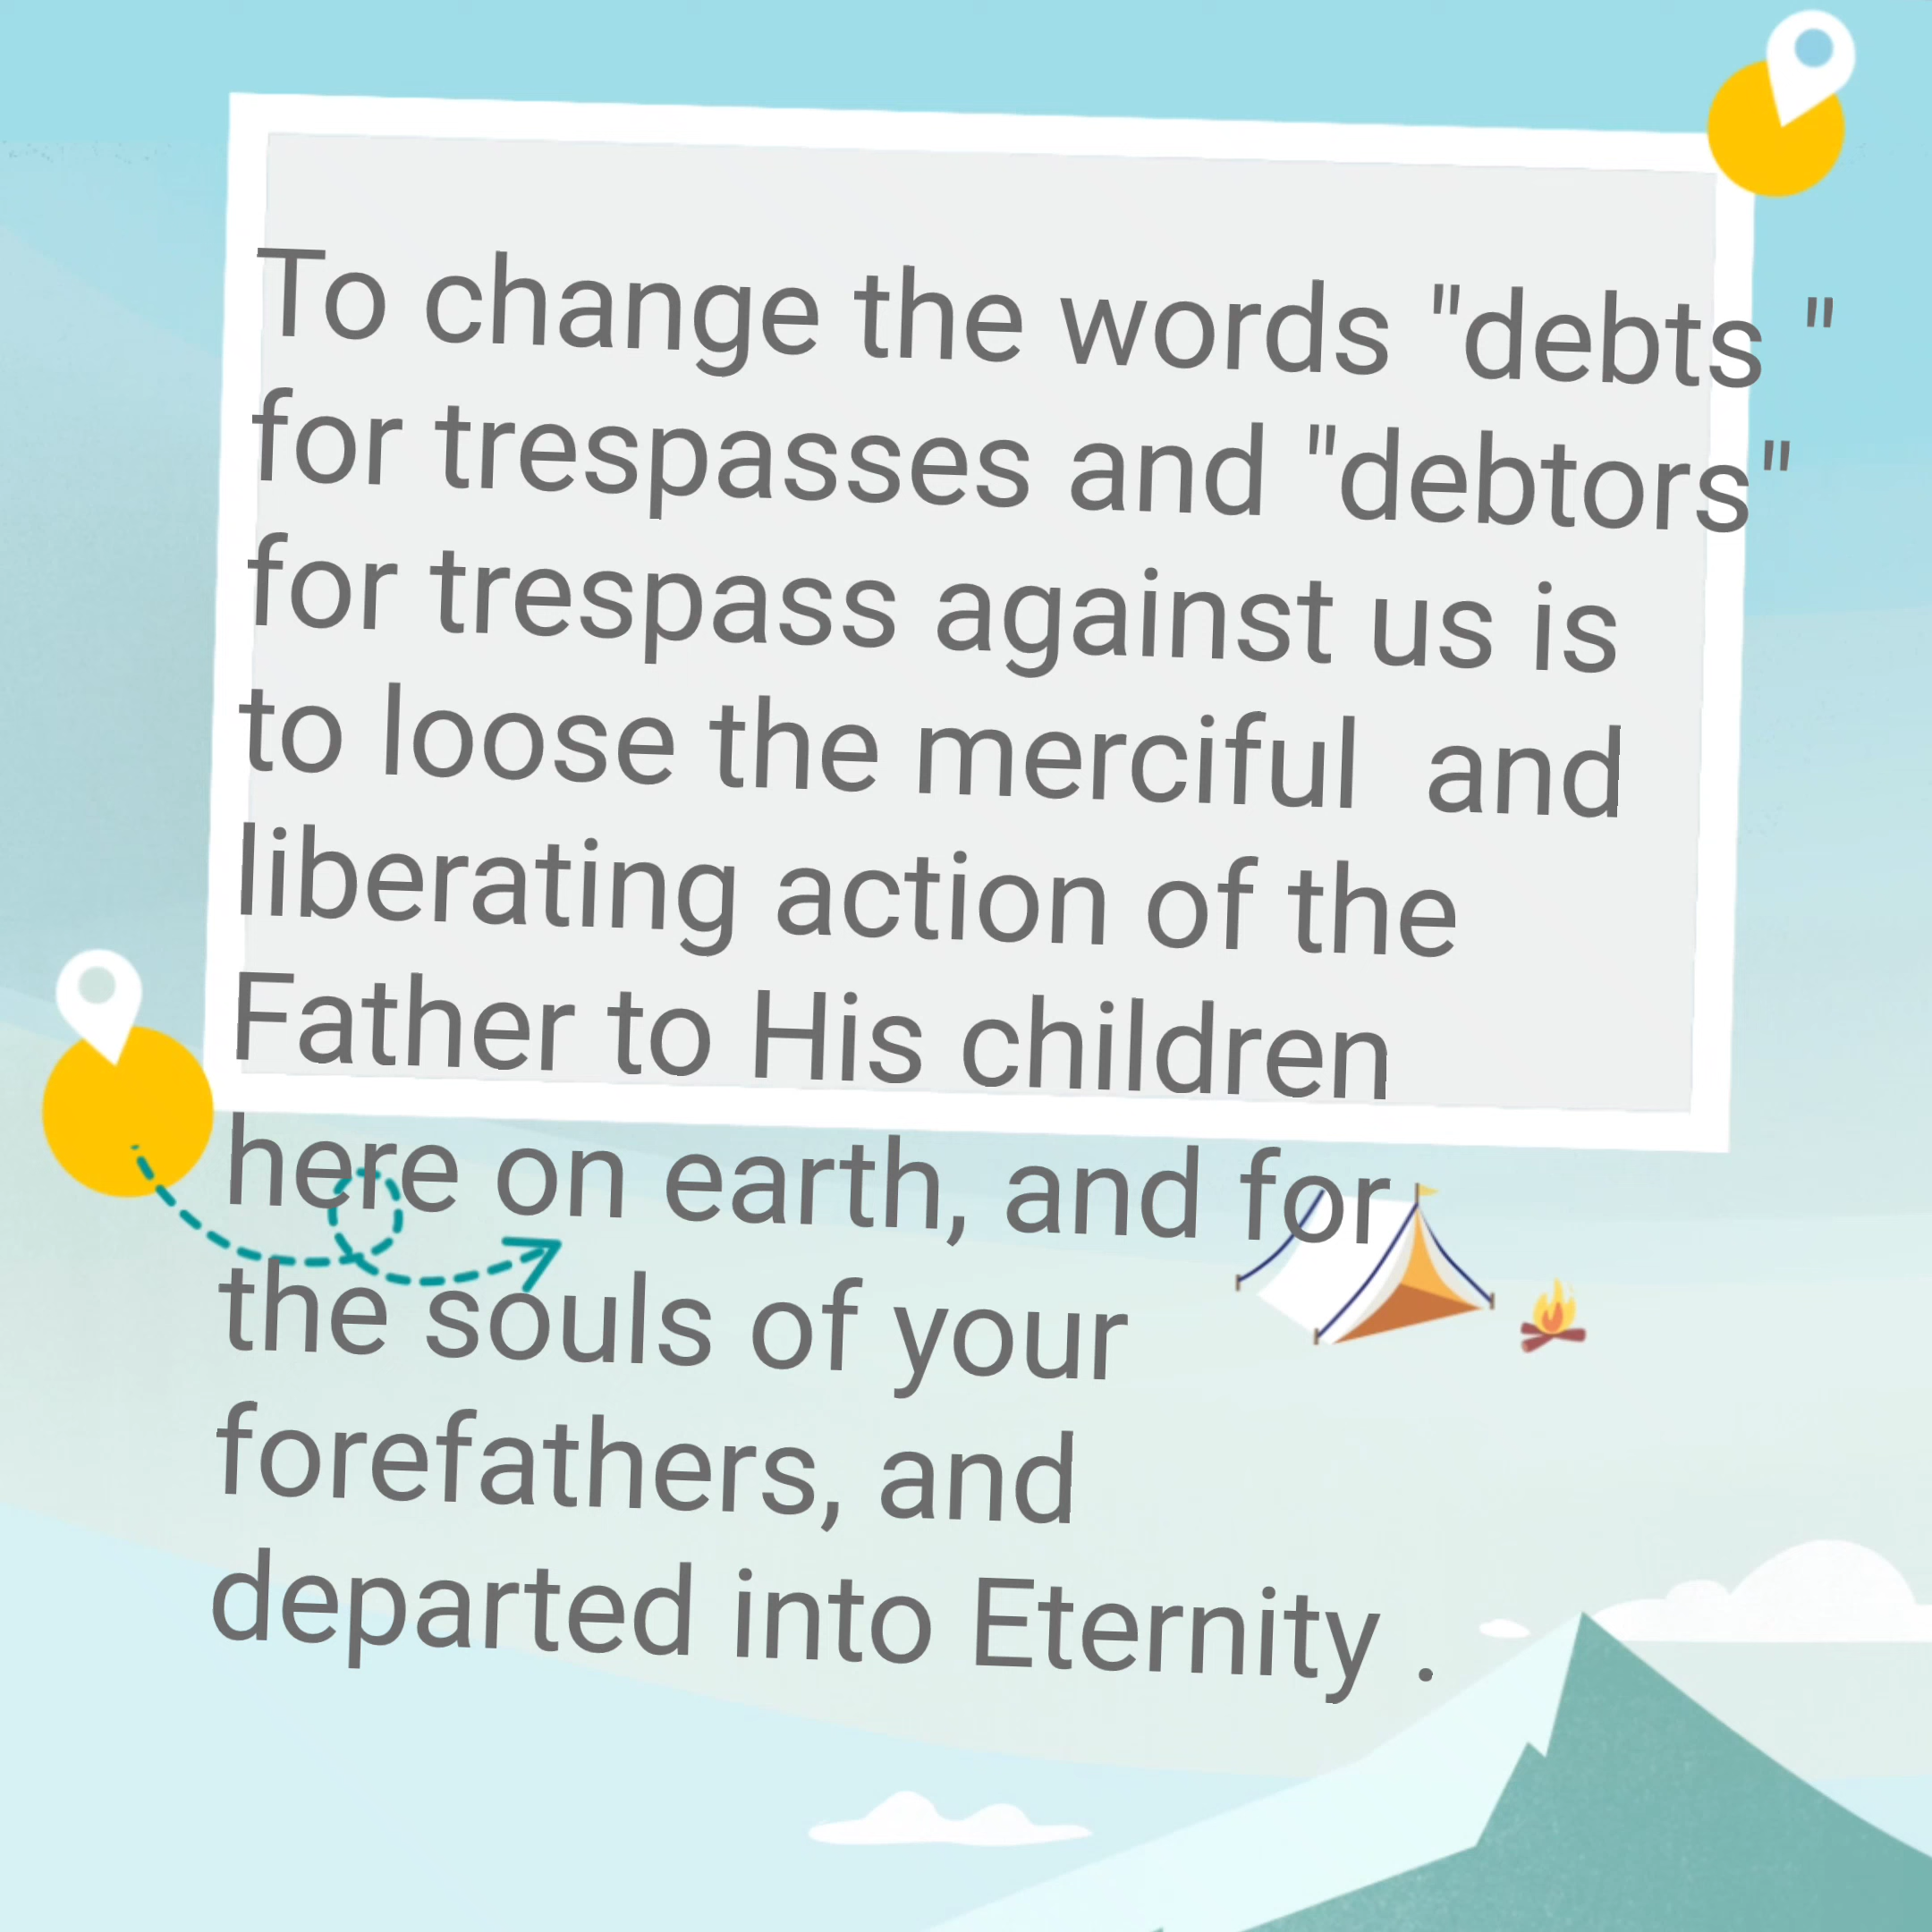 To change the words "debts "
for trespasses and "debtors"
for trespass against us is
to loose the merciful  and
liberating action of the
Father to His children
here on earth, and for
the souls of your
forefathers, and
departed into Eternity .